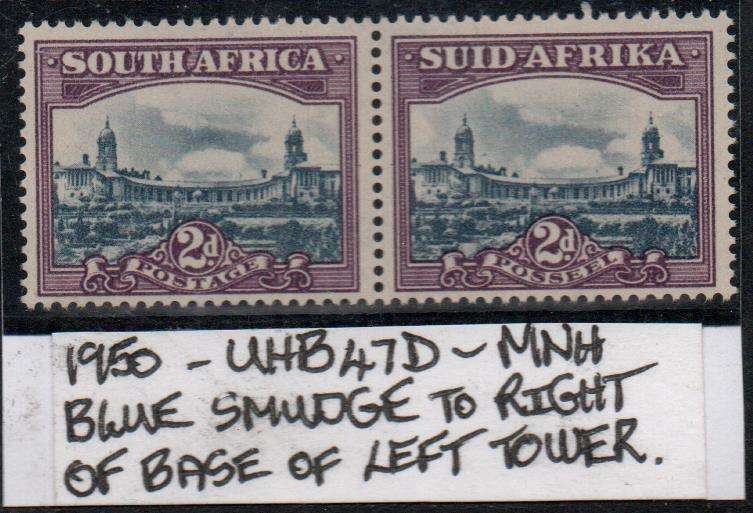 ·SOUTH AFRICA·
2d
POSTAGE
·SUID-AFRIKA·
2d
POSSEEL
1950 - UHB47D - MNH
BLUE SMUDGE TO RIGHT
OF BASE OF LEFT TOWER.